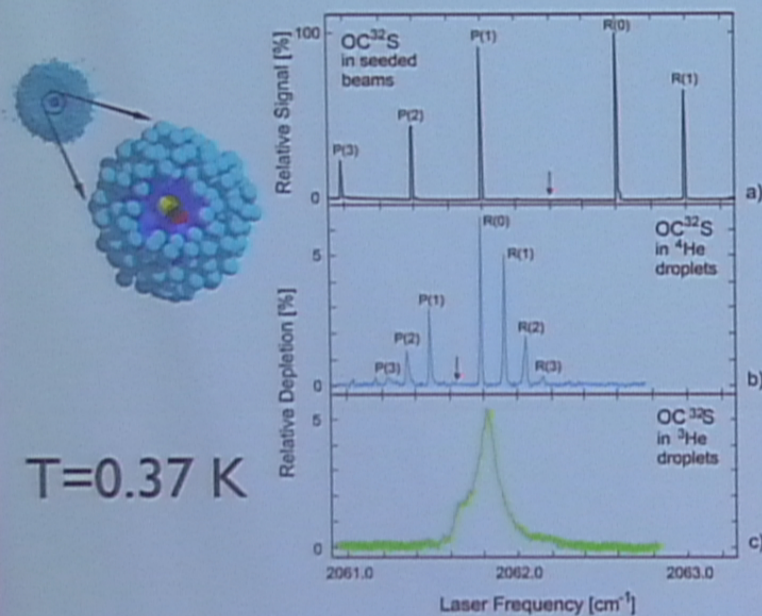 Relative Signal [%]
100
0
OC³²S
in seeded
beams
P(3)
P(2)
P(1)
R(0)
R(1)
a)
Relative Depletion [%]
5
0
OC³²S
in ⁴He
droplets
P(3)
P(2)
P(1)
R(0)
R(1)
R(2)
R(3)
b)
5
0
OC³²S
in ³He
droplets
c)
2061.0 2062.0 2063.0
Laser Frequency [cm⁻¹]
T=0.37 K